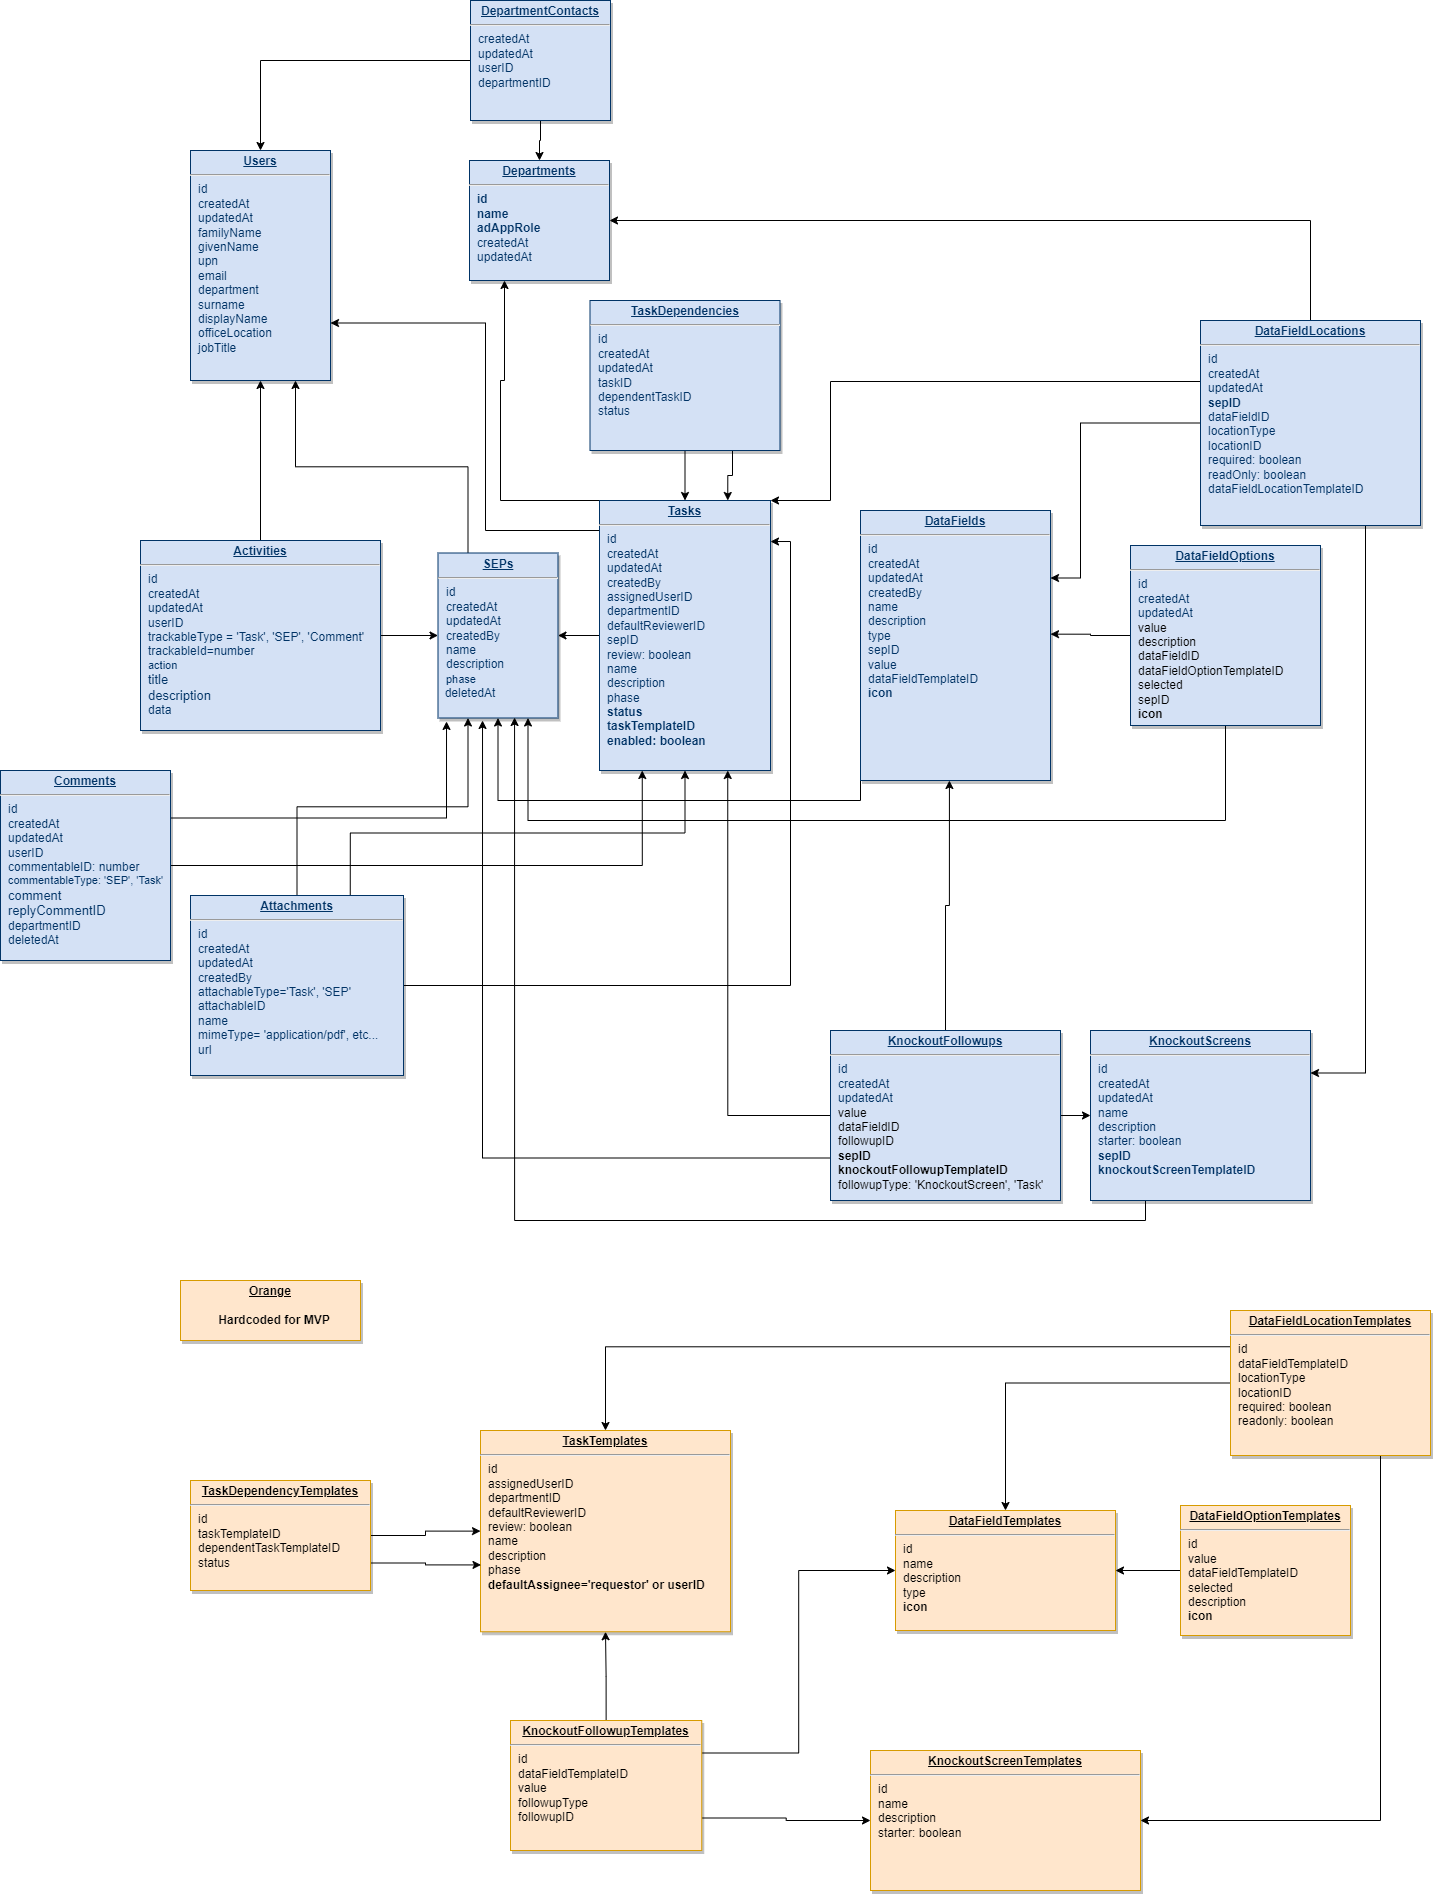 DepartmentContacts
createdAt
updatedAt
userID
departmentID
Users
id
createdAt
updatedAt
familyName
givenName
upn
email
department
surname
displayName
officeLocation
jobTitle
Departments
id
name
adAppRole
createdAt
updatedAt
TaskDependencies
id
createdAt
updatedAt
taskID
dependentTaskID
status
DataFieldLocations
id
createdAt
updatedAt
sepID
dataFieldID
locationType
locationID
required: boolean
readOnly: boolean
dataFieldLocationTemplateID
Activities
id
createdAt
updatedAt
userID
trackableType = 'Task', 'SEP', 'Comment'
trackableId=number
action
title
description
data
SEPs
id
createdAt
updatedAt
createdBy
name
description
phase
deletedAt
Tasks
id
createdAt
updatedAt
createdBy
assignedUserID
departmentID
defaultReviewerID
sepID
review: boolean
name
description
phase
status
taskTemplateID
enabled: boolean
DataFields
id
createdAt
updatedAt
createdBy
name
description
type
sepID
value
dataFieldTemplateID
icon
DataFieldOptions
id
createdAt
updatedAt
value
description
dataFieldID
dataFieldOptionTemplateID
selected
sepID
icon
Comments
id
createdAt
updatedAt
userID
commentableID: number
commentableType: 'SEP', 'Task'
comment
replyCommentID
departmentID
deletedAt
Attachments
id
createdAt
updatedAt
createdBy
attachableType='Task', 'SEP'
attachableID
name
mimeType= 'application/pdf', etc...
url
KnockoutFollowups
id
createdAt
updatedAt
value
dataFieldID
followupID
sepID
knockoutFollowupTemplateID
followupType: 'KnockoutScreen', 'Task'
KnockoutScreens
id
createdAt
updatedAt
name
description
starter: boolean
sepID
knockoutScreenTemplateID
Orange
Hardcoded for MVP
DataFieldLocationTemplates
id
dataFieldTemplateID
locationType
locationID
required: boolean
readonly: boolean
TaskTemplates
id
assignedUserID
departmentID
defaultReviewerID
review: boolean
name
description
phase
defaultAssignee='requestor' or userID
TaskDependencyTemplates
id
taskTemplateID
dependentTaskTemplateID
status
DataFieldTemplates
id
name
description
type
icon
DataFieldOptionTemplates
id
value
dataFieldTemplateID
selected
description
icon
KnockoutFollowupTemplates
id
dataFieldTemplateID
value
followupType
followupID
KnockoutScreenTemplates
id
name
description
starter: boolean